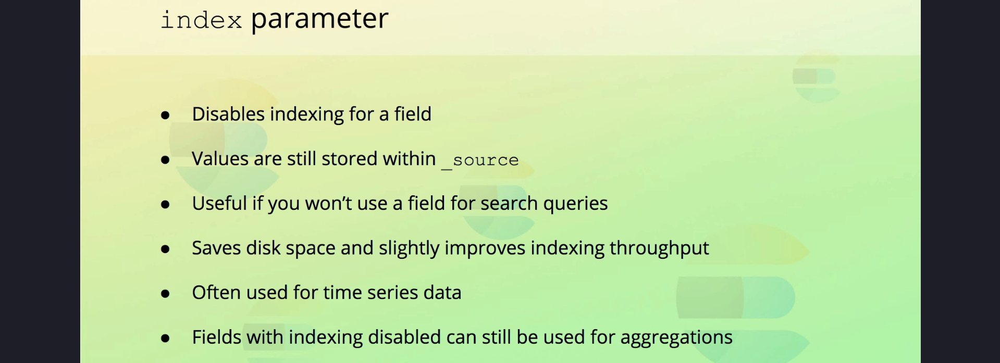 index parameter
● Disables indexing for a field
● Values are still stored within _source
● Useful if you won’t use a field for search queries
● Saves disk space and slightly improves indexing throughput
● Often used for time series data
● Fields with indexing disabled can still be used for aggregations